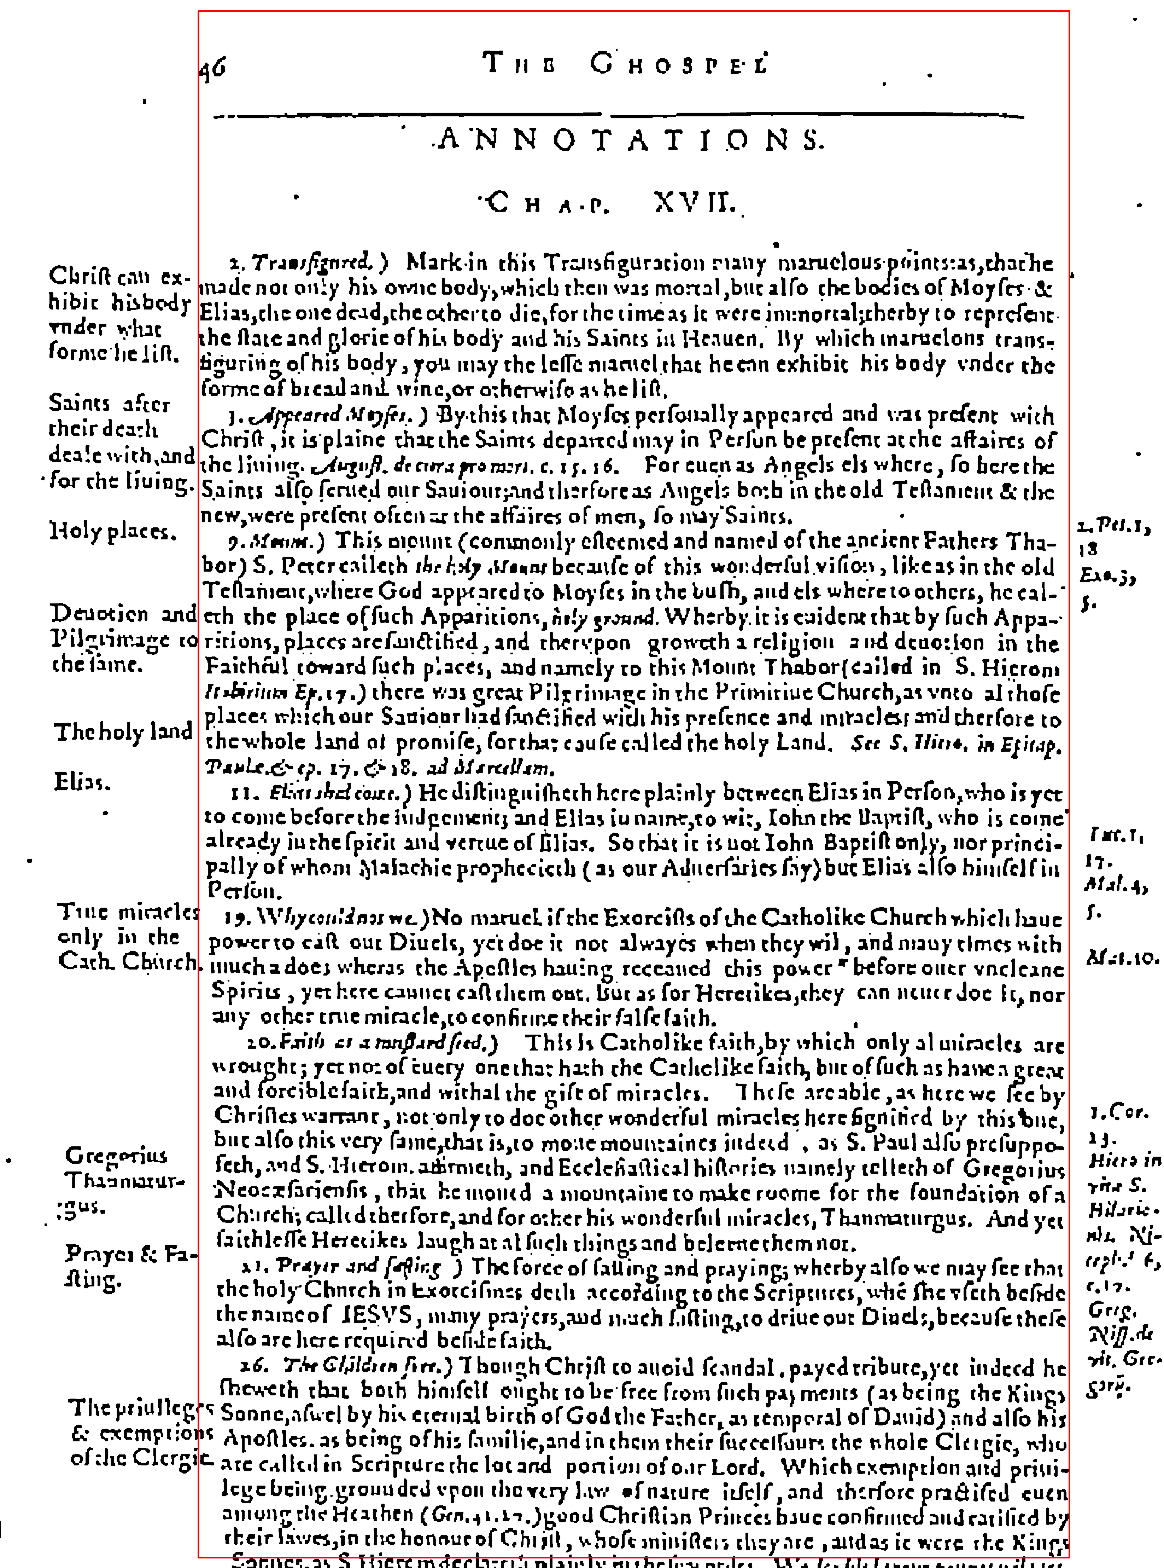 46 THE GHOSPEL
ANNOTATIONS.
CHAP. XVII.
2. Transfigured.) Mark in this Transfiguration many maruelous points: as, that he
made not only his owne body, which then was mortal, but also the bodies of Moyses &
Elias, the one dead, the other to die, for the time as it were immortal; therby to represent
the state and glorie of his body and his Saints in Heauen. By which maruelous trans-
figuring of his body, you may the lesse maruel that he can exhibit his body vnder the
forme of bread and wine, or otherwise as he list.
Christ can ex-
hibit his body
vnder what
forme he list.
3. Appeared Moyses.) By this that Moyses personally appeared and was present with
Christ, it is plaine that the Saints departed may in Person be present at the affaires of
the liuing. August. de cura pro mort. c. 15. 16. For euen as Angels els where, so here the
Saints also serued our Sauiour; and therfore as Angels both in the old Testament & the
new, were present often at the affaires of men, so may Saints.
Saints after
their death
deale with, and
for the liuing.
9. Mount.) This mount (commonly esteemed and named of the ancient Fathers Tha-
bor) S. Peter calleth the holy Mount because of this wonderful vision, like as in the old
Testament, where God appeared to Moyses in the bush, and els where to others, he cal-
eth the place of such Apparitions, holy ground. Wherby it is euident that by such Appa-
ritions, places are sanctified, and thervpon groweth a religion and deuotion in the
Faithful toward such places, and namely to this Mount Thabor (called in S. Hierom
Itabirium Ep. 17.) there was great Pilgrimage in the Primitiue Church, as vnto al those
places which our Sauiour had sanctified with his presence and miracles; and therfore to
the whole land of promise, for that cause called the holy Land. See S. Hiero. in Epitap.
Paulæ. & ep. 17. & 18. ad Marcellam.
Holy places.
Deuotion and
Pilgrimage to
the same.
The holy land
2. Pet. 1,
18
Exo. 3,
5.
11. Elias shal come.) He distinguisheth here plainly between Elias in Person, who is yet
to come before the iudgement; and Elias in name, to wit, Iohn the Baptist, who is come
already in the spirit and vertue of Elias. So that it is not Iohn Baptist only, nor princi-
pally of whom Malachie prophecieth (as our Aduersaries say) but Elias also himself in
Person.
Elias.
Luc. 1,
17.
Mal. 4,
5.
19. Why could not we.) No maruel if the Exorcists of the Catholike Church which haue
power to cast out Diuels, yet doe it not alwayes when they wil, and many times with
much adoe; wheras the Apostles hauing receaued this power * before ouer vncleane
Spirits, yet here cannot cast them out. But as for Heretikes, they can neuer doe it, nor
any other true miracle, to confirme their false faith.
True miracles
only in the
Cath. Church.
Mat. 10.
20. Faith as a mustard seed.) This is Catholike faith, by which only al miracles are
wrought; yet not of euery one that hath the Catholike faith, but of such as haue a great
and forcible faith, and withal the gift of miracles. These are able, as here we see by
Christes warrant, not only to doe other wonderful miracles here signified by this one,
but also this very same, that is, to moue mountaines indeed, as S. Paul also presuppo-
seth, and S. Hierom. affirmeth, and Ecclesiastical histories namely telleth of Gregorius
Neocæsariensis, that he moued a mountaine to make roome for the foundation of a
Church; called therfore, and for other his wonderful miracles, Thaumaturgus. And yet
faithlesse Heretikes laugh at al such things and beleeue them not.
Gregorius
Thaumatur-
gus.
1. Cor.
13.
Hiero in
vita S.
Hilario-
nis. Ni-
ceph. l 6,
c. 17.
Greg.
Niss. de
vit. Gre-
gorij.
21. Prayer and fasting) The force of fasting and praying; wherby also we may see that
the holy Church in Exorcismes doth according to the Scriptures, whē she vseth beside
the name of IESVS, many prayers, and much fasting, to driue out Diuels, because these
also are here required beside faith.
Prayer & Fa-
sting.
26. The Children free.) Though Christ to auoid scandal, payed tribute, yet indeed he
sheweth that both himself ought to be free from such payments (as being the Kings
Sonne, aswel by his eternal birth of God the Father, as temporal of Dauid) and also his
Apostles. as being of his familie, and in them their successours the whole Clergie, who
are called in Scripture the lot and portion of our Lord. Which exemption and priui-
lege being grounded vpon the very law of nature itself, and therfore practised euen
among the Heathen (Gen. 41. 27.) good Christian Princes haue confirmed and ratified by
their lawes, in the honour of Christ, whose ministers they are, and as it were the Kings
Sonnes, as S. Hierom declareth plainly in these wordes.
The priuileges
& exemptions
of the Clergie